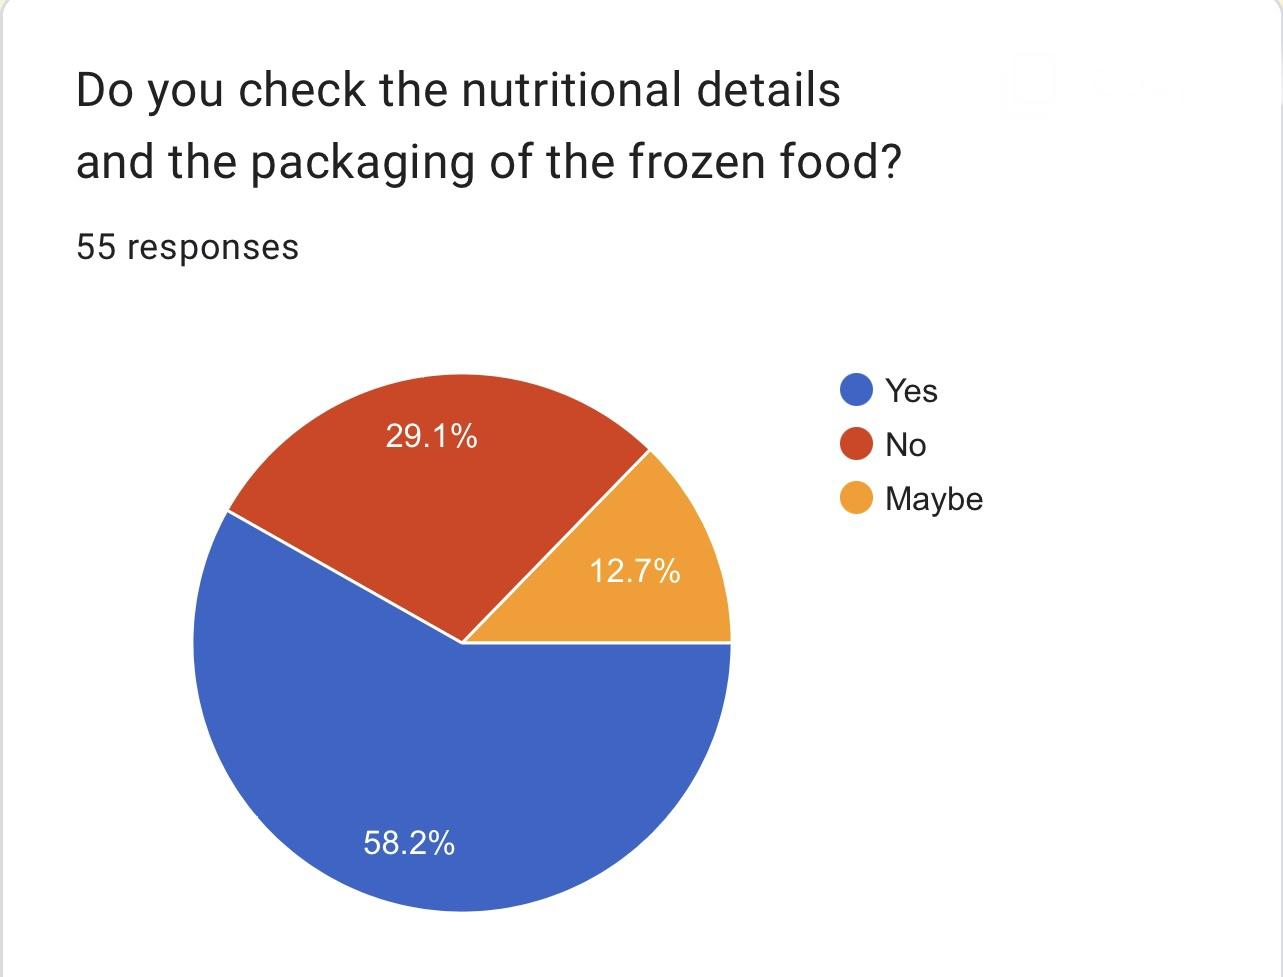 Do you check the nutritional details
and the packaging of the frozen food?
55 responses
Yes
No
Maybe
29.1%
12.7%
58.2%